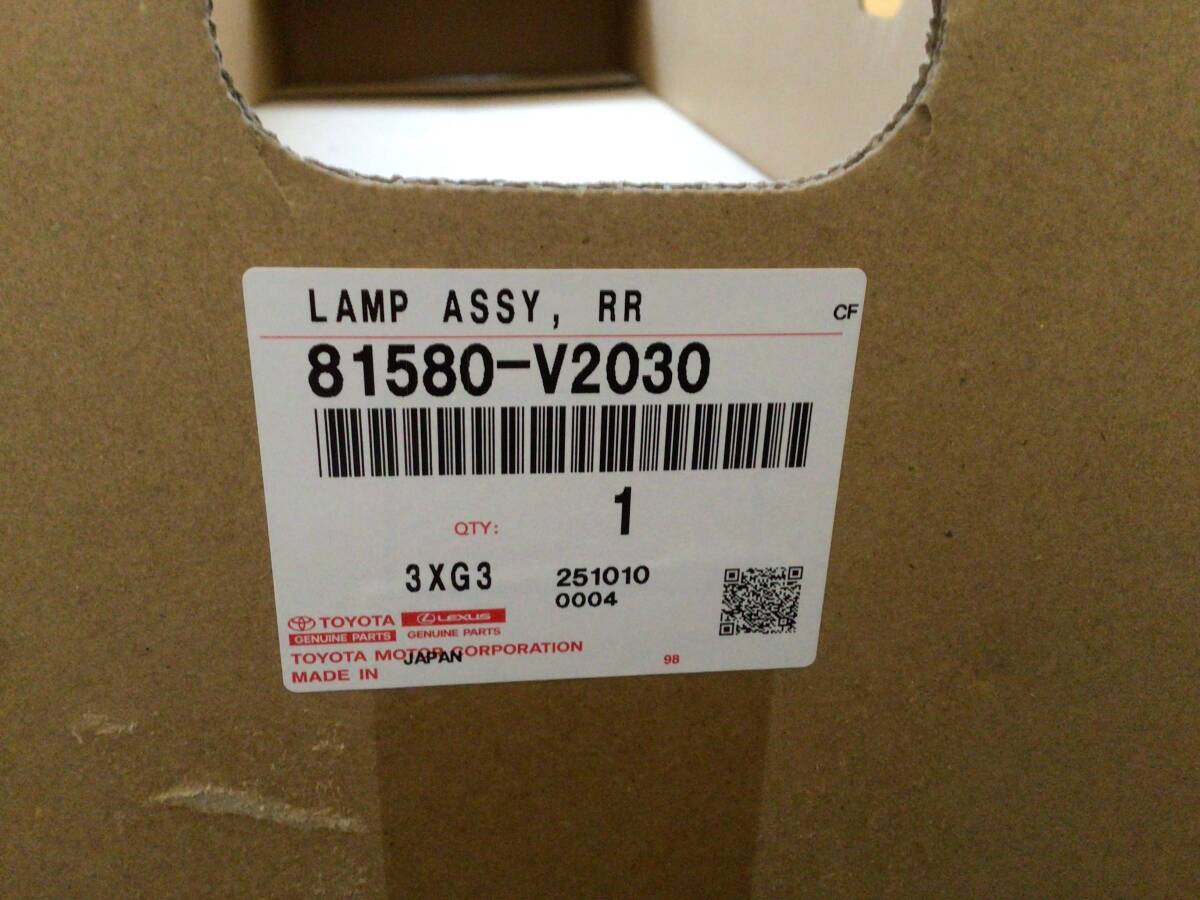 LAMP ASSY, RR
CF
81580-V2030
QTY: 1
3XG3 251010
0004
TOYOTA LEXUS
GENUINE PARTS GENUINE PARTS
TOYOTA MOTOR CORPORATION
MADE IN JAPAN
98